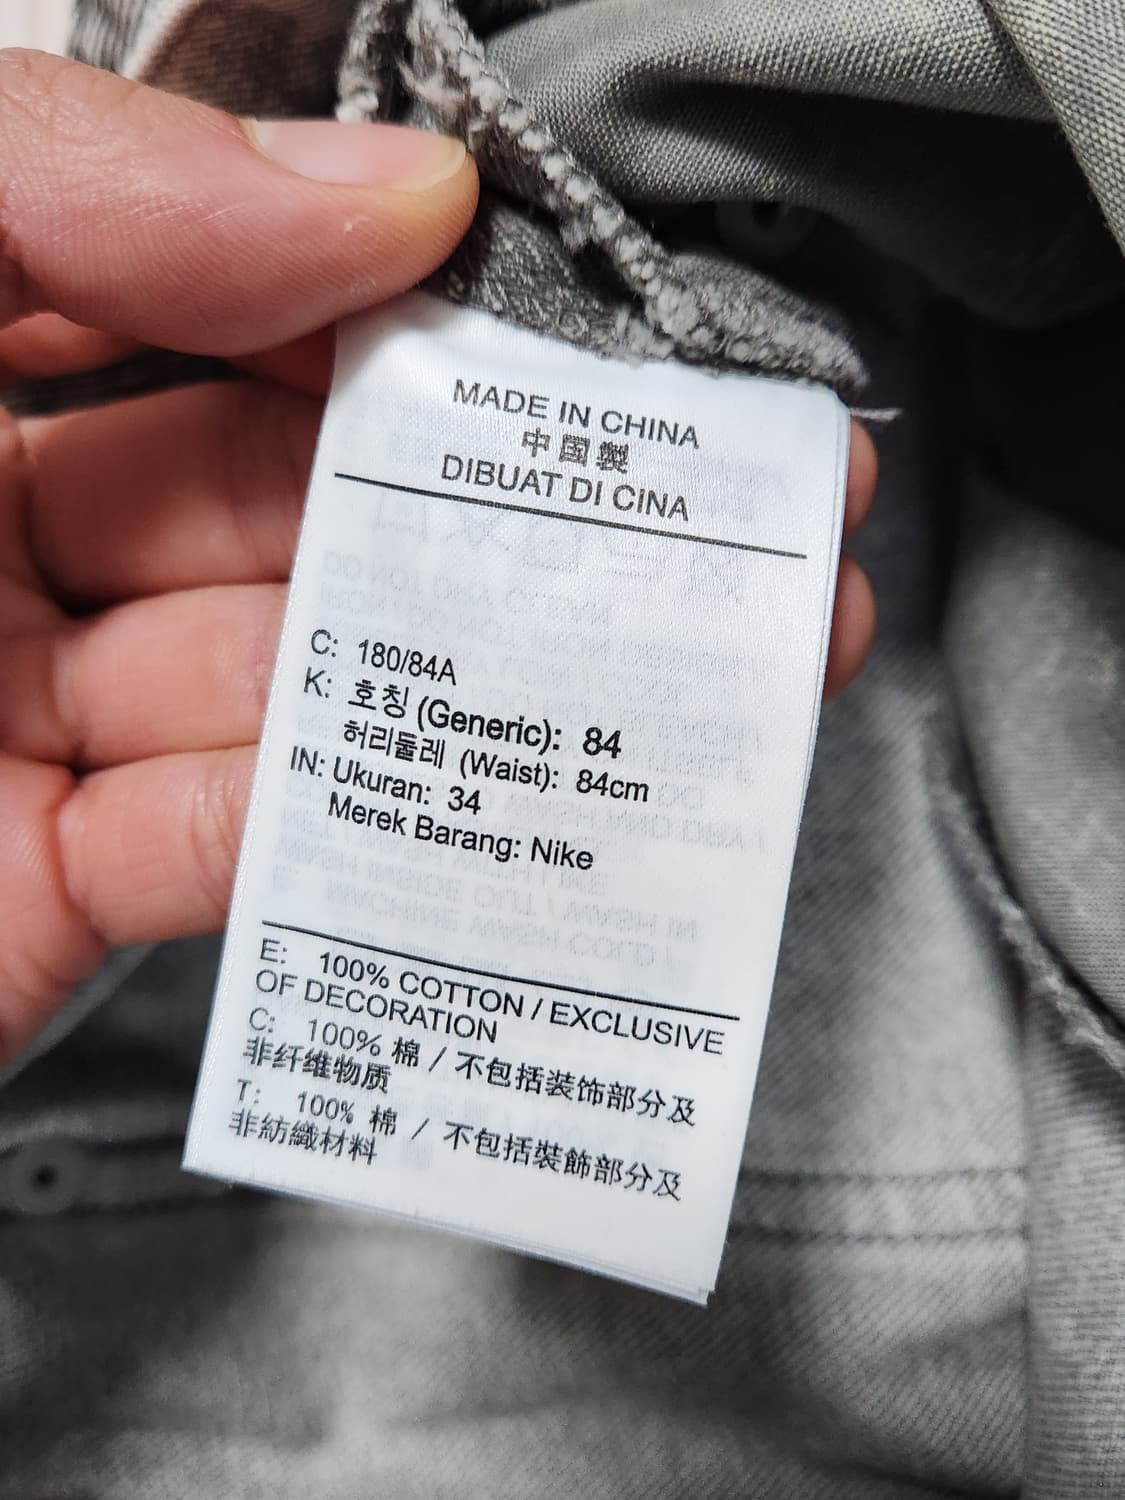 MADE IN CHINA
中国製
DIBUAT DI CINA
C: 180/84A
K: 호칭 (Generic): 84
허리둘레 (Waist): 84cm
IN: Ukuran: 34
Merek Barang: Nike
E: 100% COTTON / EXCLUSIVE
OF DECORATION
C: 100% 棉 / 不包括装饰部分及
非纤维物质
T: 100% 棉 / 不包括裝飾部分及
非紡織材料